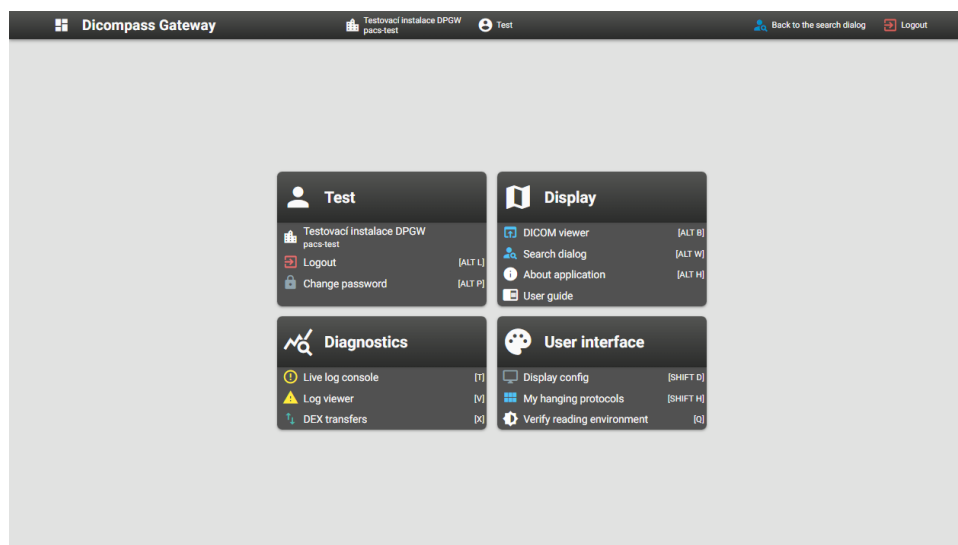 Dicompass Gateway
Testovací instalace DPGW
pacs-test
Test
Back to the search dialog
Logout
Test
Testovací instalace DPGW
pacs-test
Logout [ALT L]
Change password [ALT P]
Display
DICOM viewer [ALT B]
Search dialog [ALT W]
About application [ALT H]
User guide
Diagnostics
Live log console [T]
Log viewer [V]
DEX transfers [X]
User interface
Display config [SHIFT D]
My hanging protocols [SHIFT H]
Verify reading environment [Q]